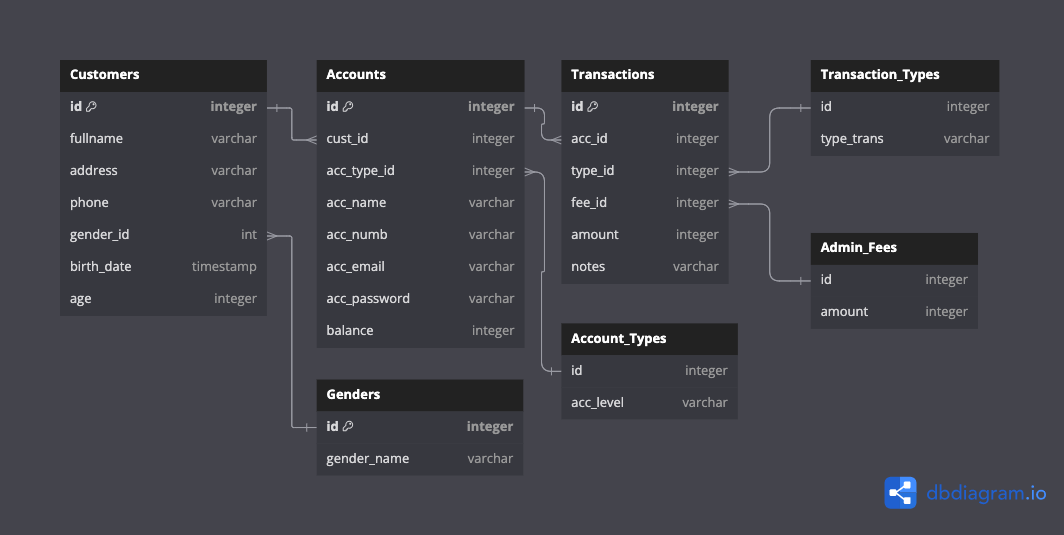 Customers
id integer
fullname varchar
address varchar
phone varchar
gender_id int
birth_date timestamp
age integer
Accounts
id integer
cust_id integer
acc_type_id integer
acc_name varchar
acc_numb varchar
acc_email varchar
acc_password varchar
balance integer
Genders
id integer
gender_name varchar
Transactions
id integer
acc_id integer
type_id integer
fee_id integer
amount integer
notes varchar
Account_Types
id integer
acc_level varchar
Transaction_Types
id integer
type_trans varchar
Admin_Fees
id integer
amount integer
dbdiagram.io